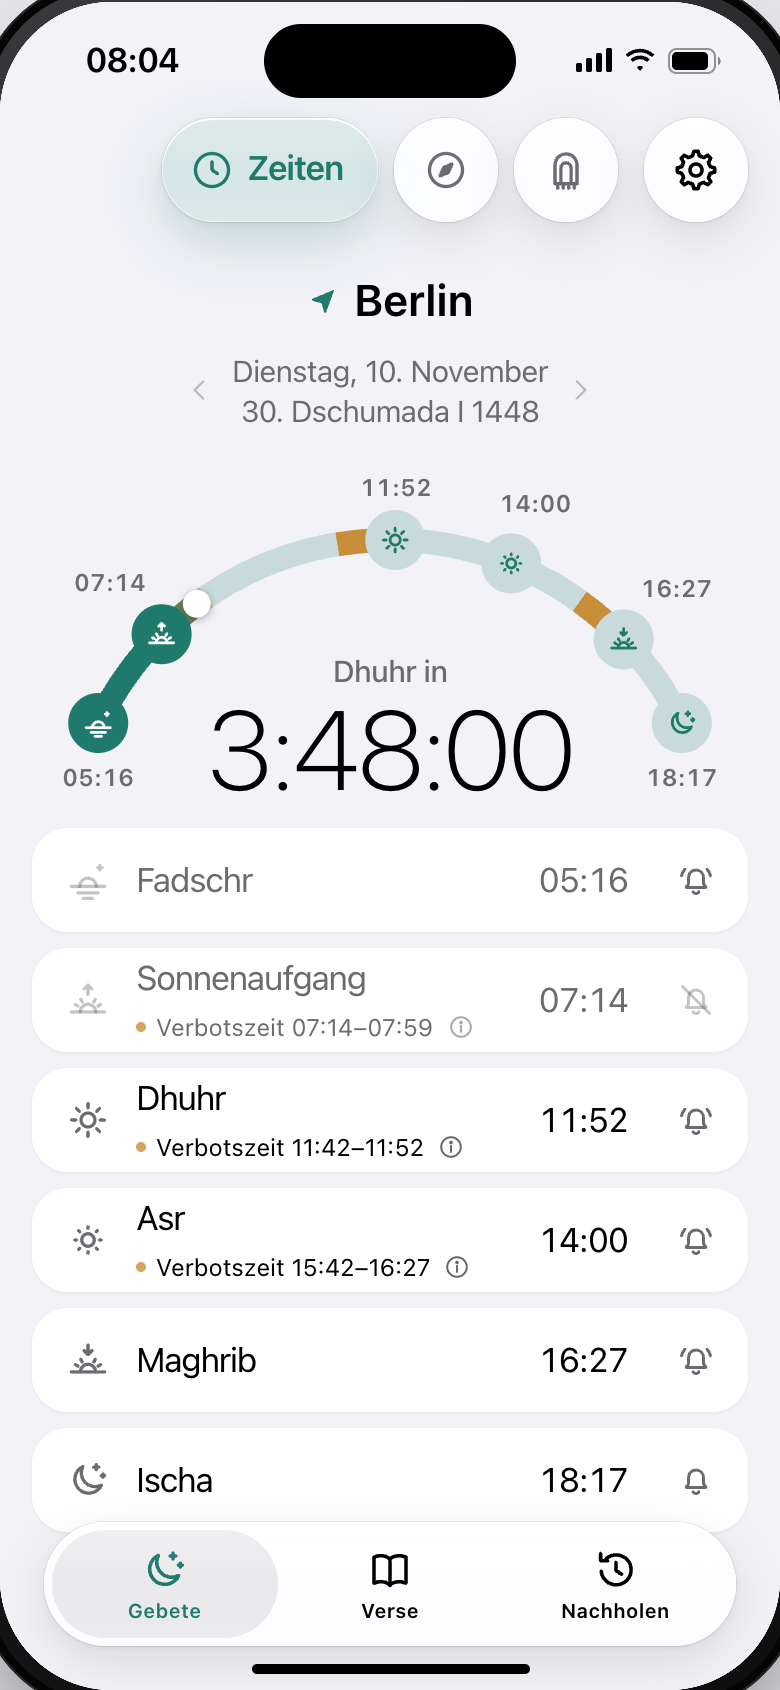 08:04
Zeiten
Berlin
Dienstag, 10. November
30. Dschumada I 1448
11:52
14:00
07:14
16:27
Dhuhr in
3:48:00
05:16
18:17
Fadschr 05:16
Sonnenaufgang 07:14
Verbotszeit 07:14–07:59
Dhuhr 11:52
Verbotszeit 11:42–11:52
Asr 14:00
Verbotszeit 15:42–16:27
Maghrib 16:27
Ischa 18:17
Gebete Verse Nachholen